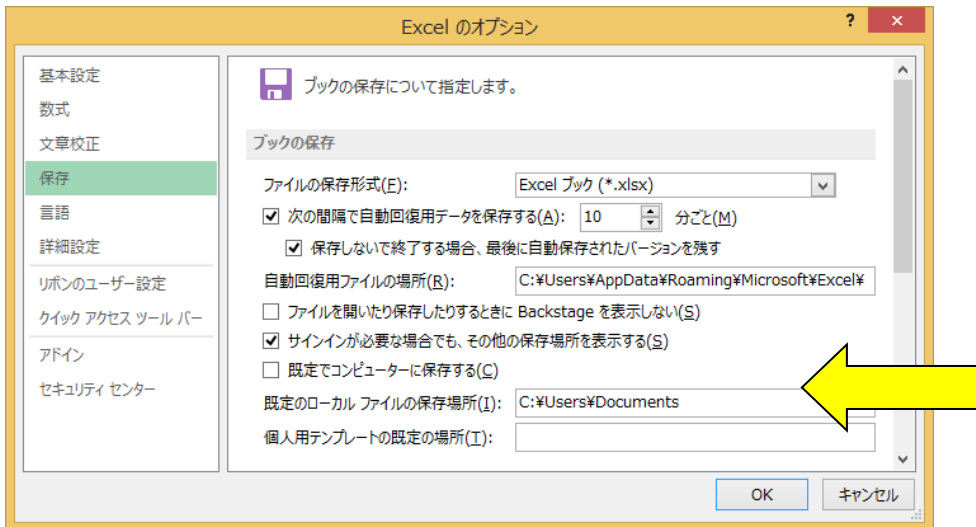 Excel のオプション
? ×
基本設定
数式
文章校正
保存
言語
詳細設定
リボンのユーザー設定
クイック アクセス ツール バー
アドイン
セキュリティ センター
ブックの保存について指定します。
ブックの保存
ファイルの保存形式(F): Excel ブック (*.xlsx)
次の間隔で自動回復用データを保存する(A): 10 分ごと(M)
保存しないで終了する場合、最後に自動保存されたバージョンを残す
自動回復用ファイルの場所(R): C:¥Users¥AppData¥Roaming¥Microsoft¥Excel¥
ファイルを開いたり保存したりするときに Backstage を表示しない(S)
サインインが必要な場合でも、その他の保存場所を表示する(S)
既定でコンピューターに保存する(C)
既定のローカル ファイルの保存場所(I): C:¥Users¥Documents
個人用テンプレートの既定の場所(T):
OK キャンセル